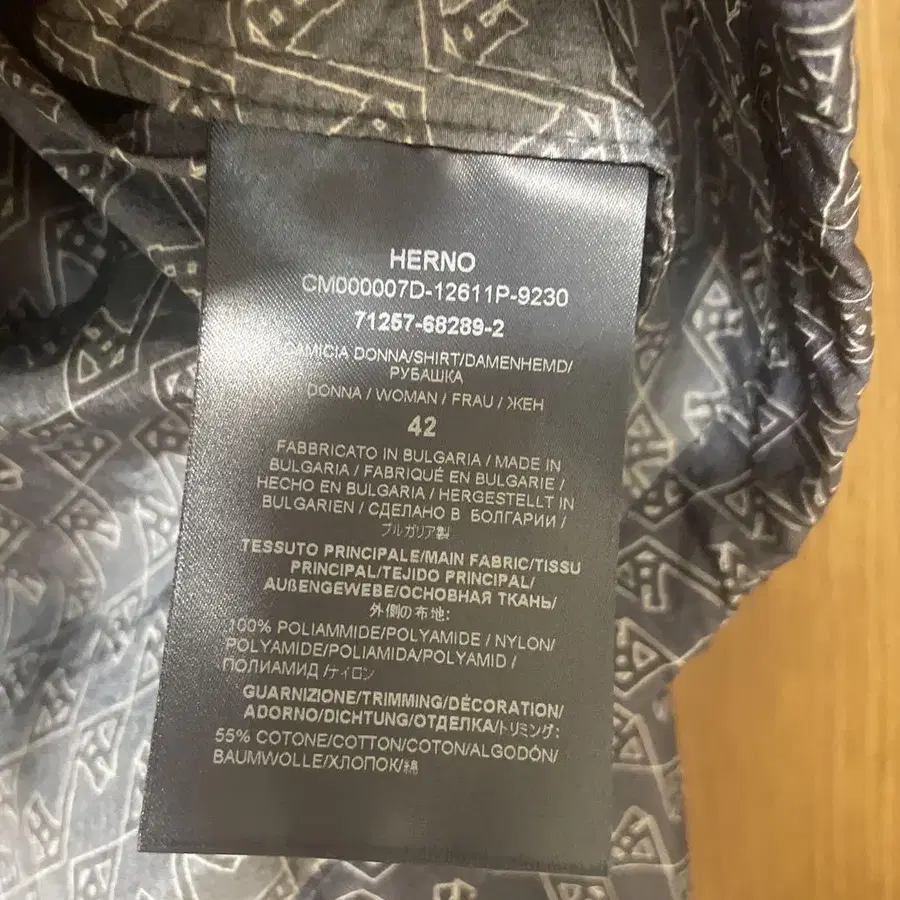 HERNO
CM000007D-12611P-9230
71257-68289-2
CAMICIA DONNA/SHIRT/DAMENHEMD/
РУБАШКА
DONNA / WOMAN / FRAU / ЖЕН
42
FABBRICATO IN BULGARIA / MADE IN
BULGARIA / FABRIQUÉ EN BULGARIE /
HECHO EN BULGARIA / HERGESTELLT IN
BULGARIEN / СДЕЛАНО В БОЛГАРИИ /
ブルガリア製
TESSUTO PRINCIPALE/MAIN FABRIC/TISSU
PRINCIPAL/TEJIDO PRINCIPAL/
AUßENGEWEBE/ОСНОВНАЯ ТКАНЬ/
外側の布地:
100% POLIAMMIDE/POLYAMIDE / NYLON/
POLYAMIDE/POLIAMIDA/POLYAMID /
ПОЛИАМИД /ナイロン
GUARNIZIONE/TRIMMING/DÉCORATION/
ADORNO/DICHTUNG/ОТДЕЛКА/トリミング:
55% COTONE/COTTON/COTON/ALGODÓN/
BAUMWOLLE/ХЛОПОК/綿